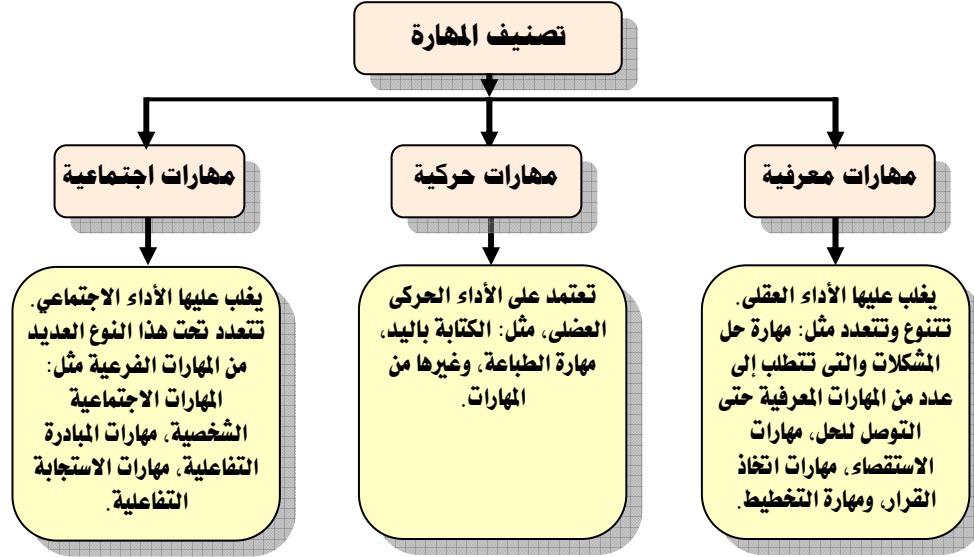 تصنيف المهارة
مهارات معرفية
مهارات حركية
مهارات اجتماعية
يغلب عليها الأداء العقلى.
تتنوع وتتعدد مثل: مهارة حل
المشكلات والتى تتطلب إلى
عدد من المهارات المعرفية حتى
التوصل للحل، مهارات
الاستقصاء، مهارات اتخاذ
القرار، ومهارة التخطيط.
تعتمد على الأداء الحركى
العضلى، مثل: الكتابة باليد،
مهارة الطباعة، وغيرها من
المهارات.
يغلب عليها الأداء الاجتماعي.
تتعدد تحت هذا النوع العديد
من المهارات الفرعية مثل:
المهارات الاجتماعية
الشخصية، مهارات المبادرة
التفاعلية، مهارات الاستجابة
التفاعلية.